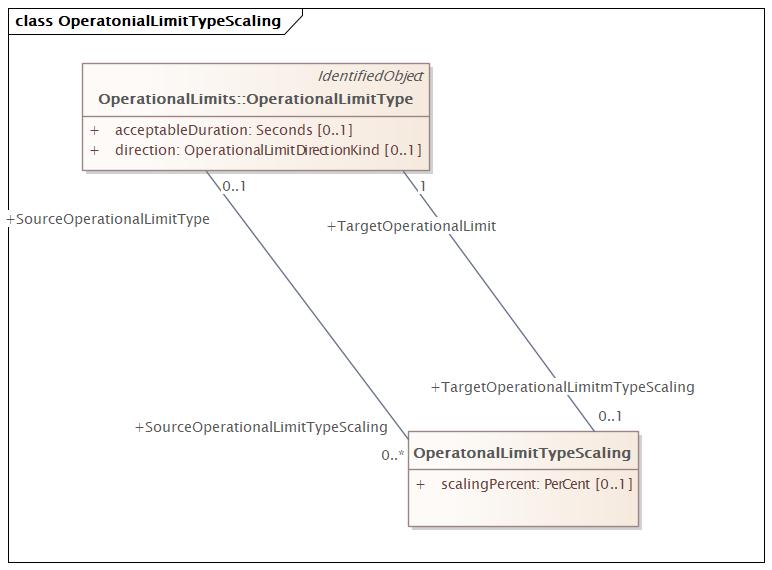 class OperatonialLimitTypeScaling
IdentifiedObject
OperationalLimits::OperationalLimitType
+ acceptableDuration: Seconds [0..1]
+ direction: OperationalLimitDirectionKind [0..1]
0..1
1
+SourceOperationalLimitType
+TargetOperationalLimit
+TargetOperationalLimitmTypeScaling
0..1
+SourceOperationalLimitTypeScaling
0..*
OperatonalLimitTypeScaling
+ scalingPercent: PerCent [0..1]